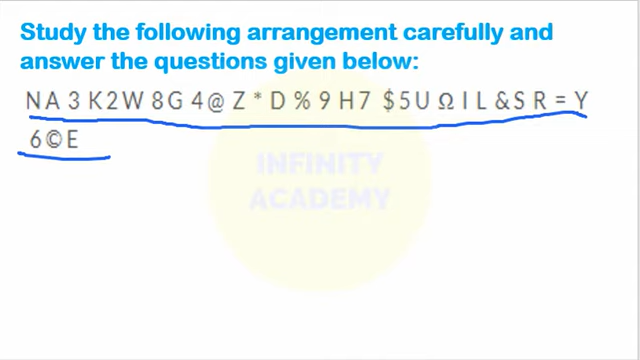 Study the following arrangement carefully and
answer the questions given below:
N A 3 K 2 W 8 G 4 @ Z * D % 9 H 7 $ 5 U Ω I L & S R = Y
6 © E
INFINITY
ACADEMY